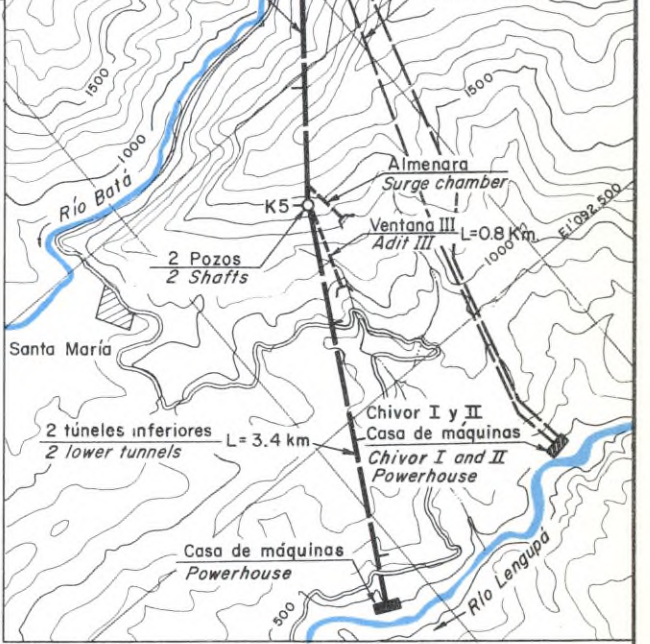 1500
1500
1000
Río Batá
Almenara
Surge chamber
K5
Ventana III
Adit III
L=0.8 Km.
1000
E1'092.500
2 Pozos
2 Shafts
Santa María
2 túneles inferiores
2 lower tunnels
L= 3.4 km
Chivor I y II
Casa de máquinas
Chivor I and II
Powerhouse
Casa de máquinas
Powerhouse
500
Río Lengupá